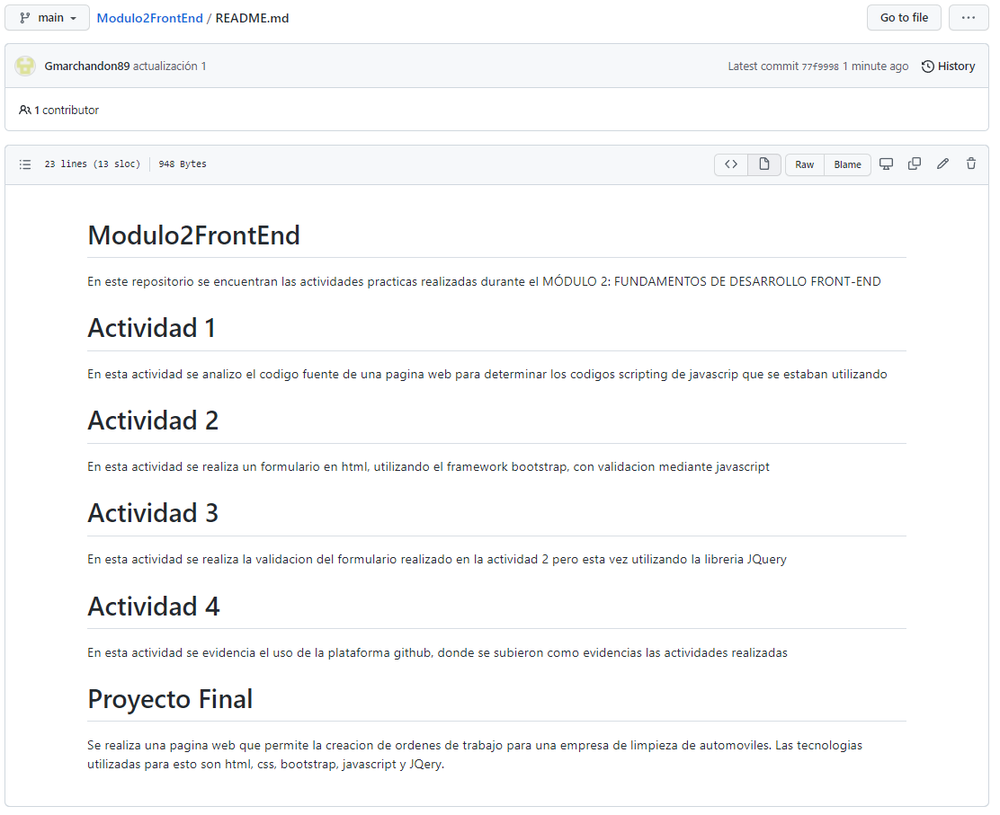 main
Modulo2FrontEnd / README.md
Go to file
...
Gmarchandon89 actualización 1
Latest commit 77f9998 1 minute ago
History
1 contributor
23 lines (13 sloc)
948 Bytes
<>
Raw
Blame
Modulo2FrontEnd
En este repositorio se encuentran las actividades practicas realizadas durante el MÓDULO 2: FUNDAMENTOS DE DESARROLLO FRONT-END
Actividad 1
En esta actividad se analizo el codigo fuente de una pagina web para determinar los codigos scripting de javascrip que se estaban utilizando
Actividad 2
En esta actividad se realiza un formulario en html, utilizando el framework bootstrap, con validacion mediante javascript
Actividad 3
En esta actividad se realiza la validacion del formulario realizado en la actividad 2 pero esta vez utilizando la libreria JQuery
Actividad 4
En esta actividad se evidencia el uso de la plataforma github, donde se subieron como evidencias las actividades realizadas
Proyecto Final
Se realiza una pagina web que permite la creacion de ordenes de trabajo para una empresa de limpieza de automoviles. Las tecnologias
utilizadas para esto son html, css, bootstrap, javascript y JQery.